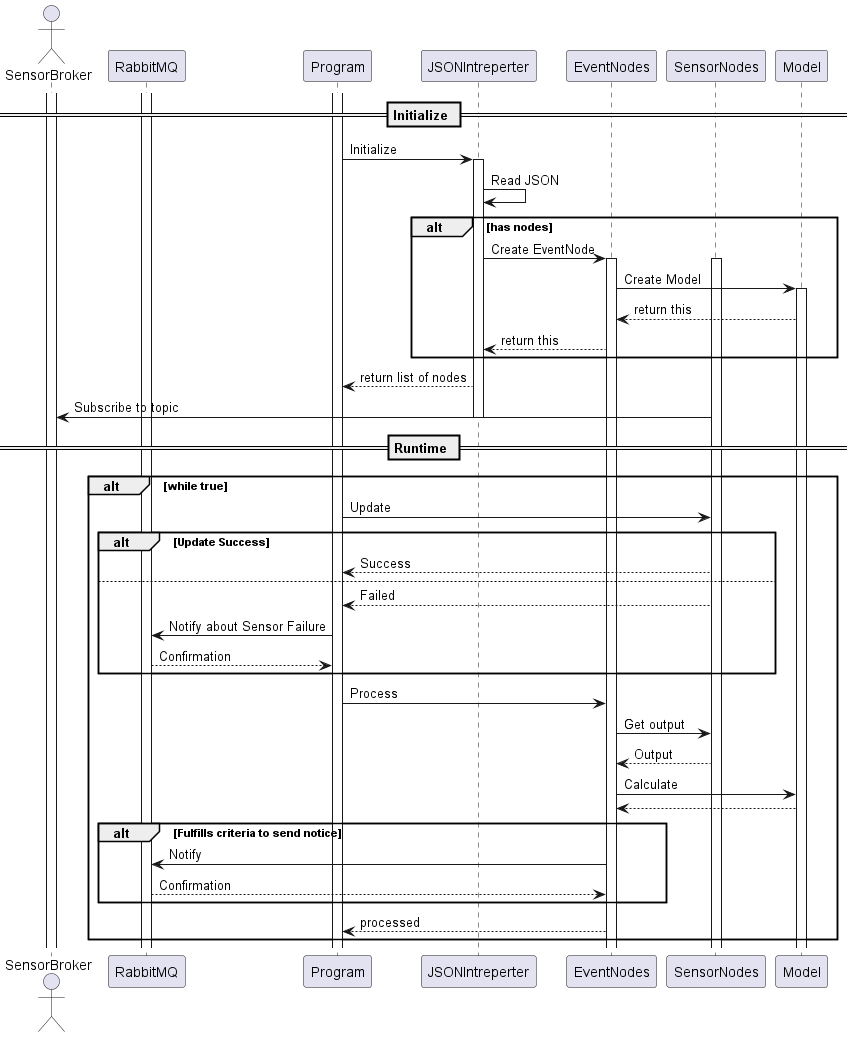 SensorBroker
RabbitMQ
Program
JSONIntreperter
EventNodes
SensorNodes
Model
Initialize
Initialize
Read JSON
alt
[has nodes]
Create EventNode
Create Model
return this
return this
return list of nodes
Subscribe to topic
Runtime
alt
[while true]
Update
alt
[Update Success]
Success
Failed
Notify about Sensor Failure
Confirmation
Process
Get output
Output
Calculate
alt
[Fulfills criteria to send notice]
Notify
Confirmation
processed
SensorBroker
RabbitMQ
Program
JSONIntreperter
EventNodes
SensorNodes
Model